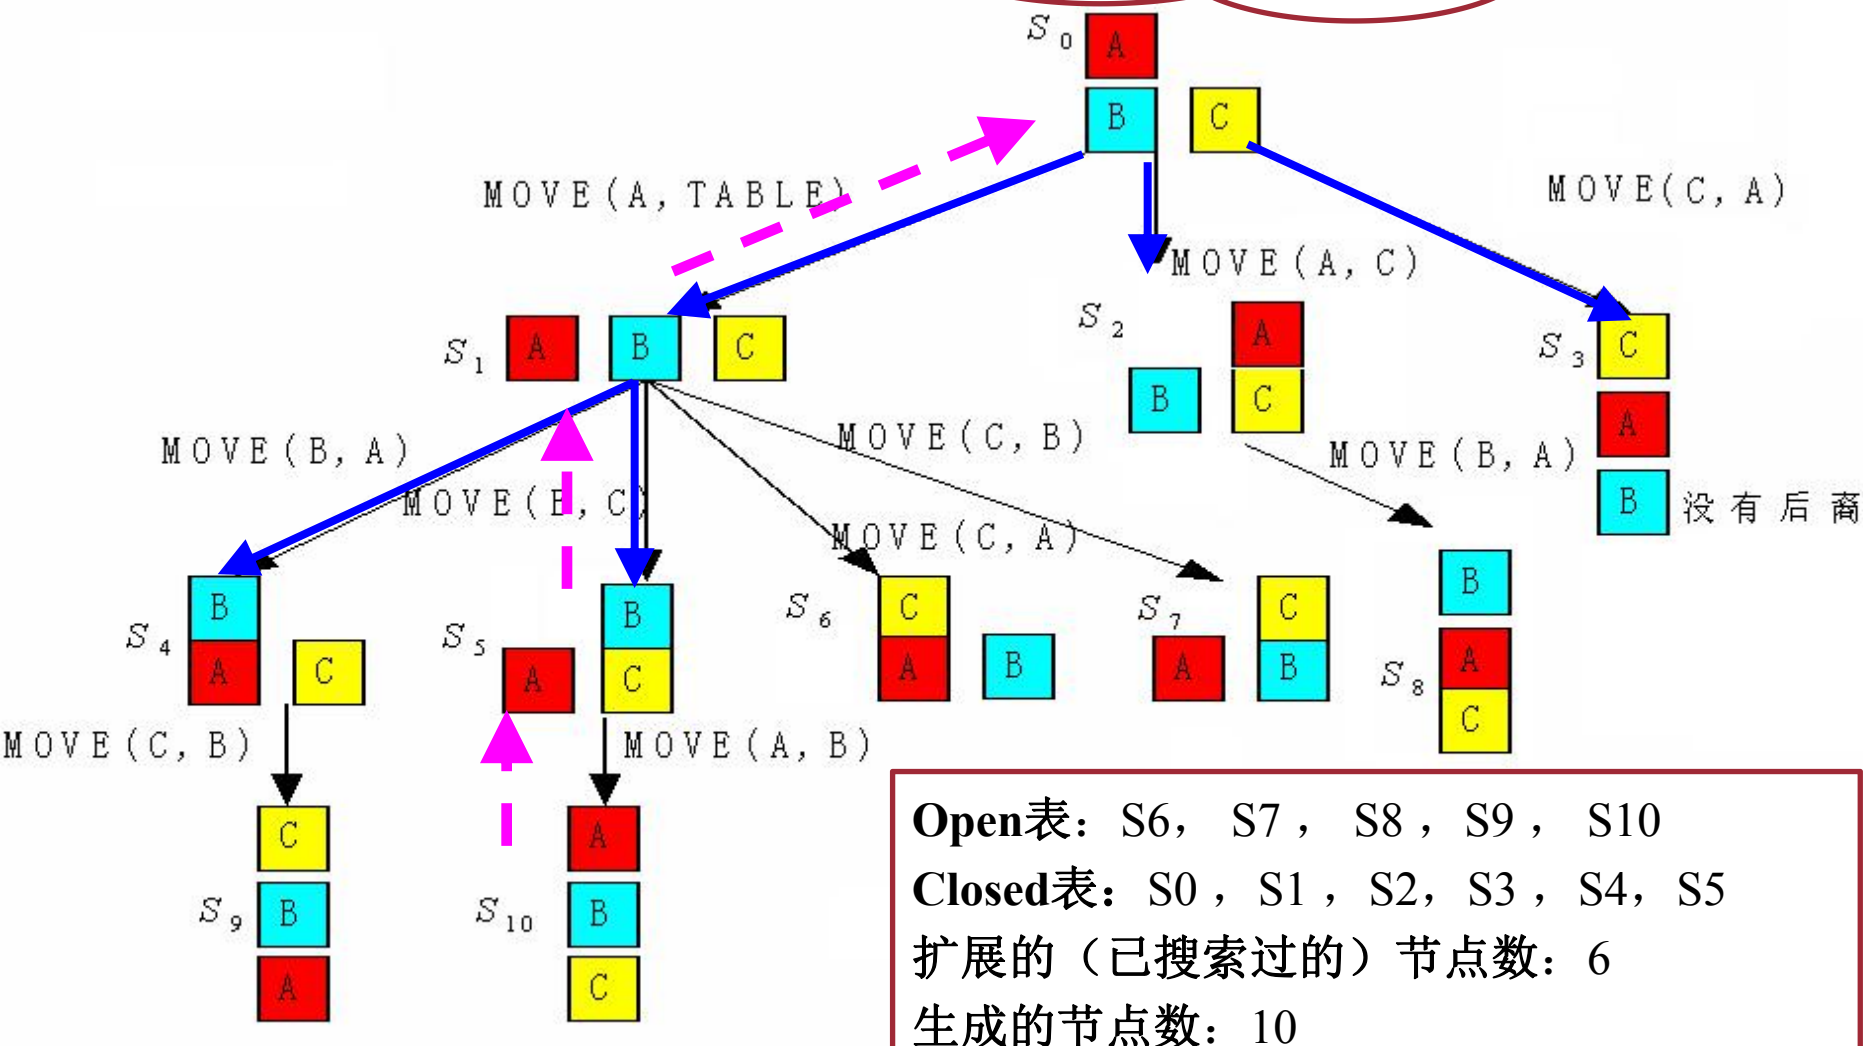 S0 A
B C
MOVE(A, TABLE)
MOVE(C, A)
MOVE(A, C)
S1 A B C
S2 A
B C
S3 C
A
B 没有后裔
MOVE(B, A)
MOVE(B, C)
MOVE(C, B)
MOVE(C, A)
MOVE(B, A)
S4 B
A C
S5 B
A C
S6 C
A B
S7 C
A B
B
S8 A
C
MOVE(C, B)
MOVE(A, B)
C
S9 B
A
A
S10 B
C
Open表：S6， S7， S8，S9， S10
Closed表：S0，S1，S2，S3，S4，S5
扩展的（已搜索过的）节点数：6
生成的节点数：10